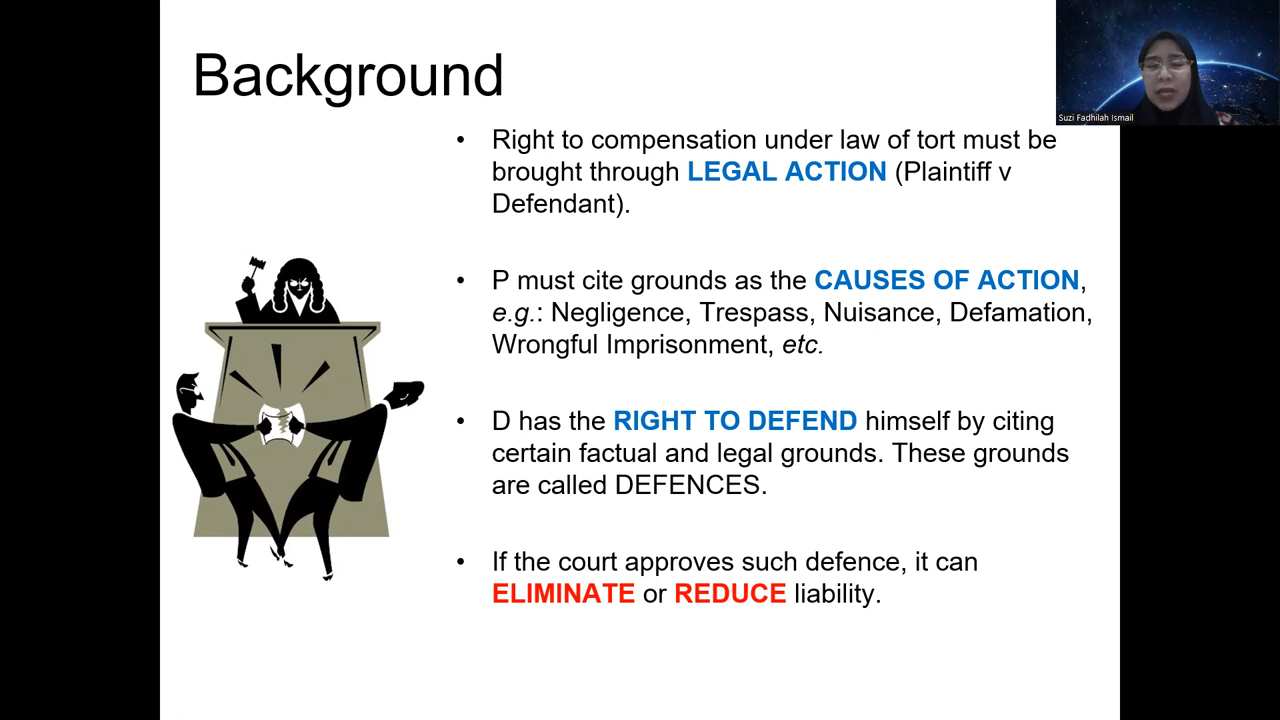 Background
Suzi Fadhilah Ismail
• Right to compensation under law of tort must be
brought through LEGAL ACTION (Plaintiff v
Defendant).
• P must cite grounds as the CAUSES OF ACTION,
e.g.: Negligence, Trespass, Nuisance, Defamation,
Wrongful Imprisonment, etc.
• D has the RIGHT TO DEFEND himself by citing
certain factual and legal grounds. These grounds
are called DEFENCES.
• If the court approves such defence, it can
ELIMINATE or REDUCE liability.